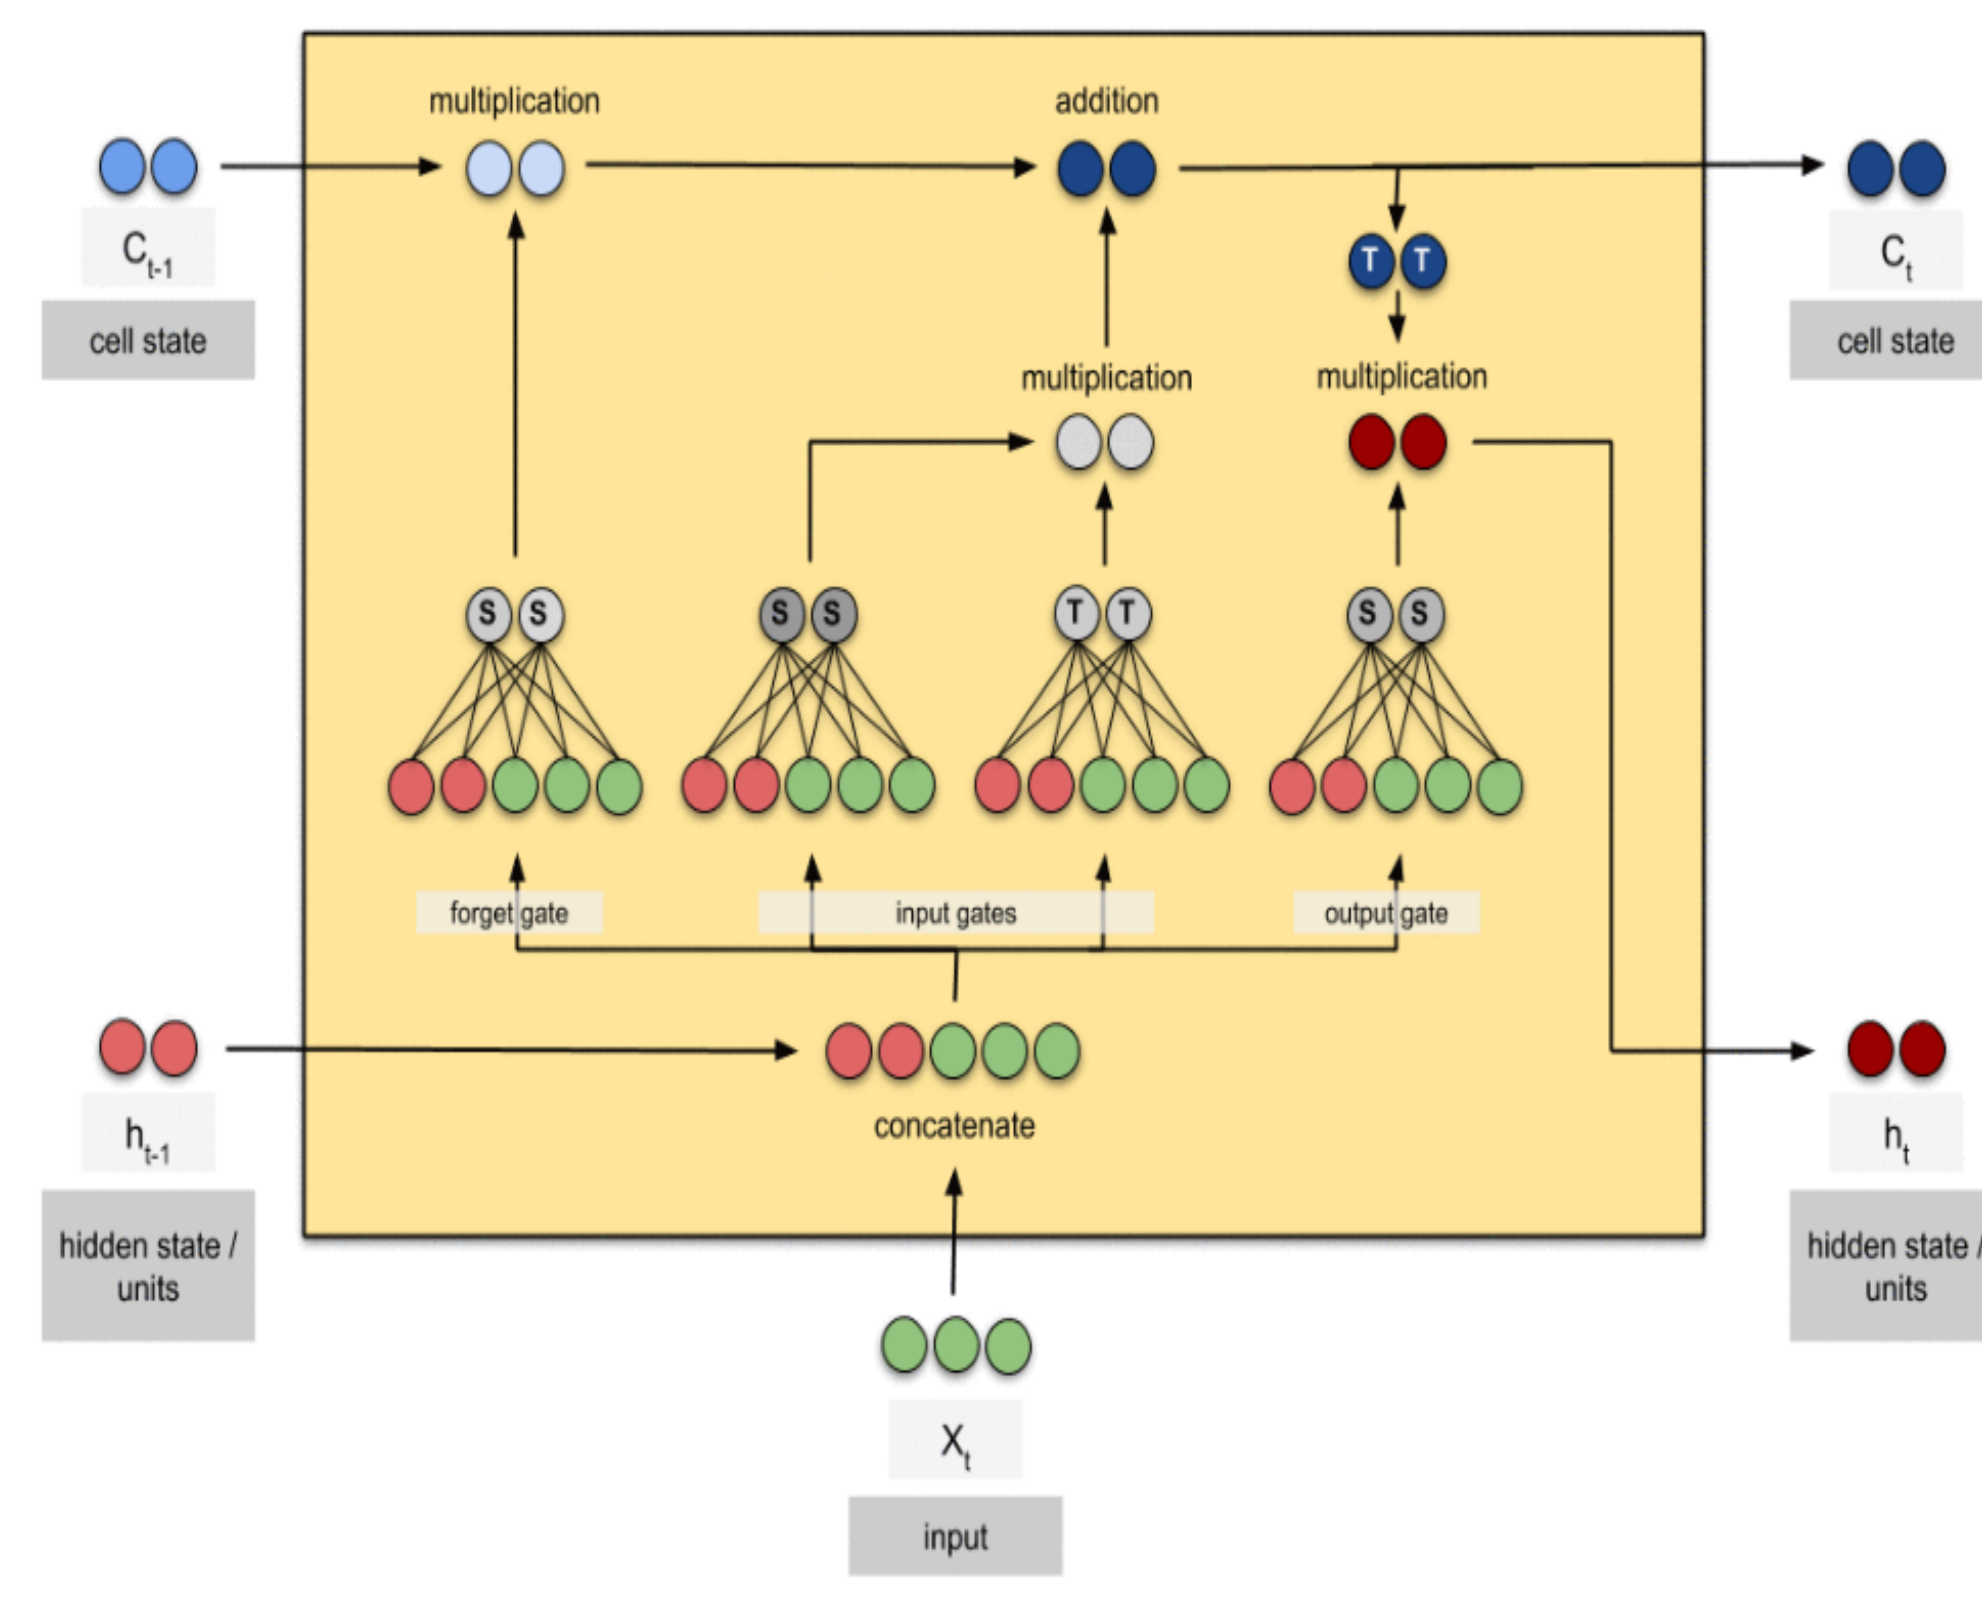 multiplication
addition
C t-1
cell state
T T
C t
cell state
multiplication
multiplication
S S
S S
T T
S S
forget gate
input gates
output gate
h t-1
hidden state /
units
concatenate
h t
hidden state /
units
X t
input